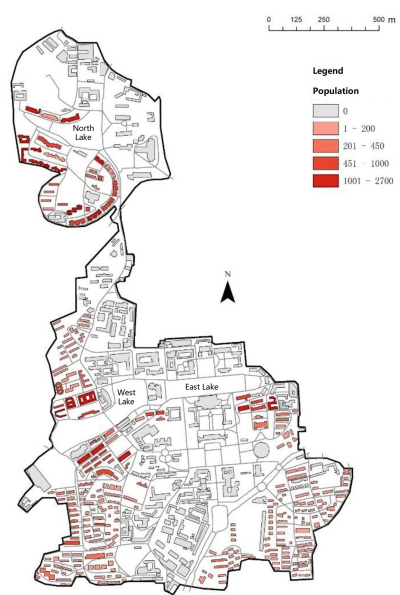 0 125 250 500 m
Legend
Population
0
1 - 200
201 - 450
451 - 1000
1001 - 2700
North
Lake
N
West
Lake
East Lake